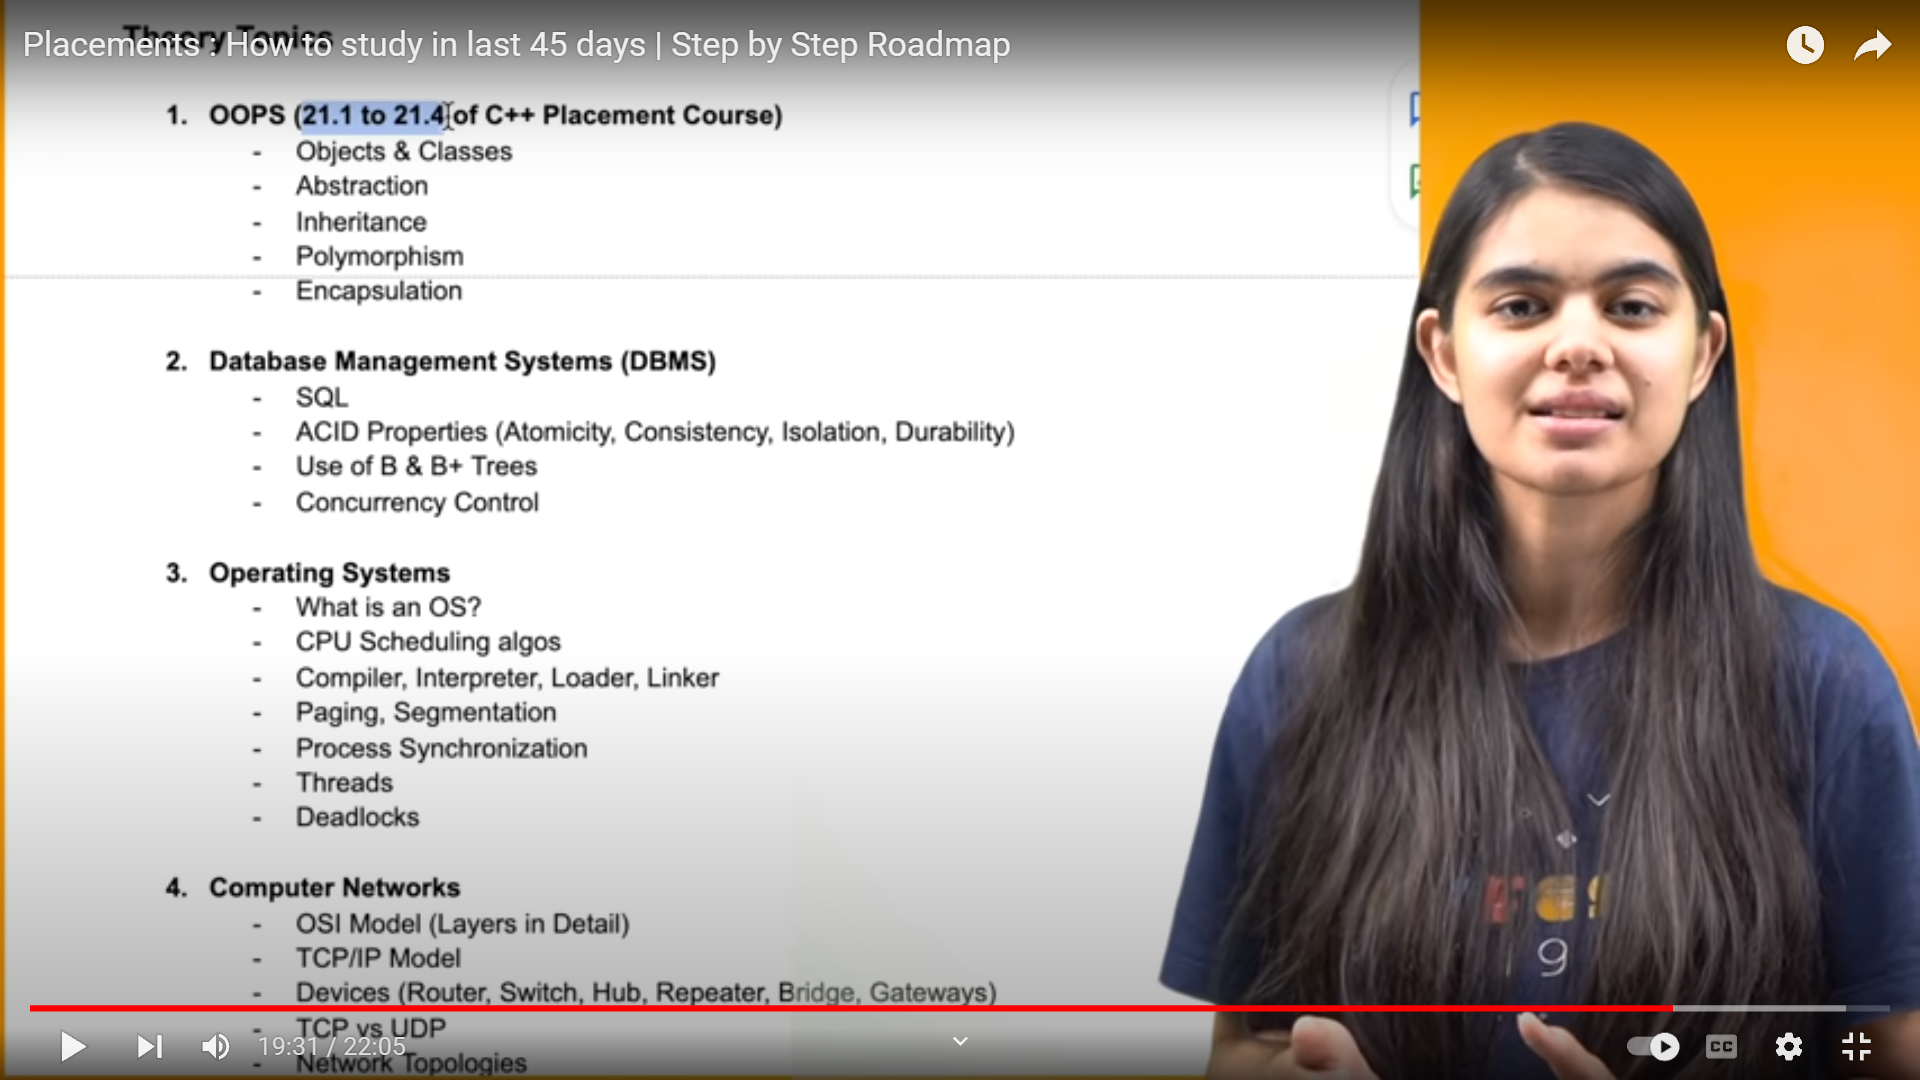 Theory Topics
Placements : How to study in last 45 days | Step by Step Roadmap
1. OOPS (21.1 to 21.4 of C++ Placement Course)
- Objects & Classes
- Abstraction
- Inheritance
- Polymorphism
- Encapsulation
2. Database Management Systems (DBMS)
- SQL
- ACID Properties (Atomicity, Consistency, Isolation, Durability)
- Use of B & B+ Trees
- Concurrency Control
3. Operating Systems
- What is an OS?
- CPU Scheduling algos
- Compiler, Interpreter, Loader, Linker
- Paging, Segmentation
- Process Synchronization
- Threads
- Deadlocks
4. Computer Networks
- OSI Model (Layers in Detail)
- TCP/IP Model
- Devices (Router, Switch, Hub, Repeater, Bridge, Gateways)
- TCP vs UDP
19:31 / 22:05
CC
- Network Topologies
9